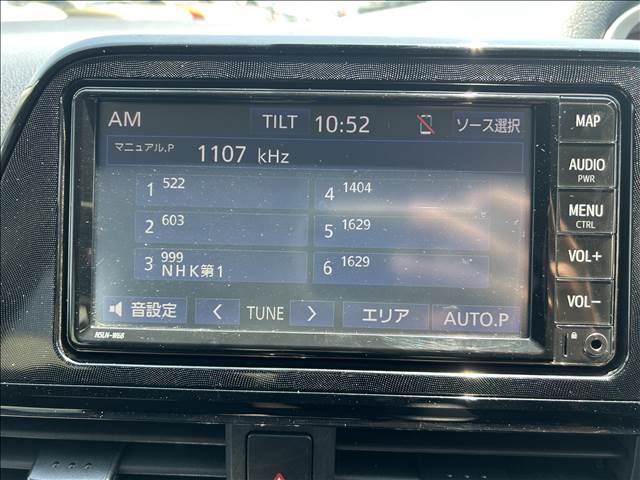 AM TILT 10:52 ソース選択
マニュアル.P 1107 kHz
1 522
4 1404
2 603
5 1629
3 999 NHK第1
6 1629
音設定 < TUNE > エリア AUTO.P
NSLN-W68
MAP
AUDIO
PWR
MENU
CTRL
VOL+
VOL-